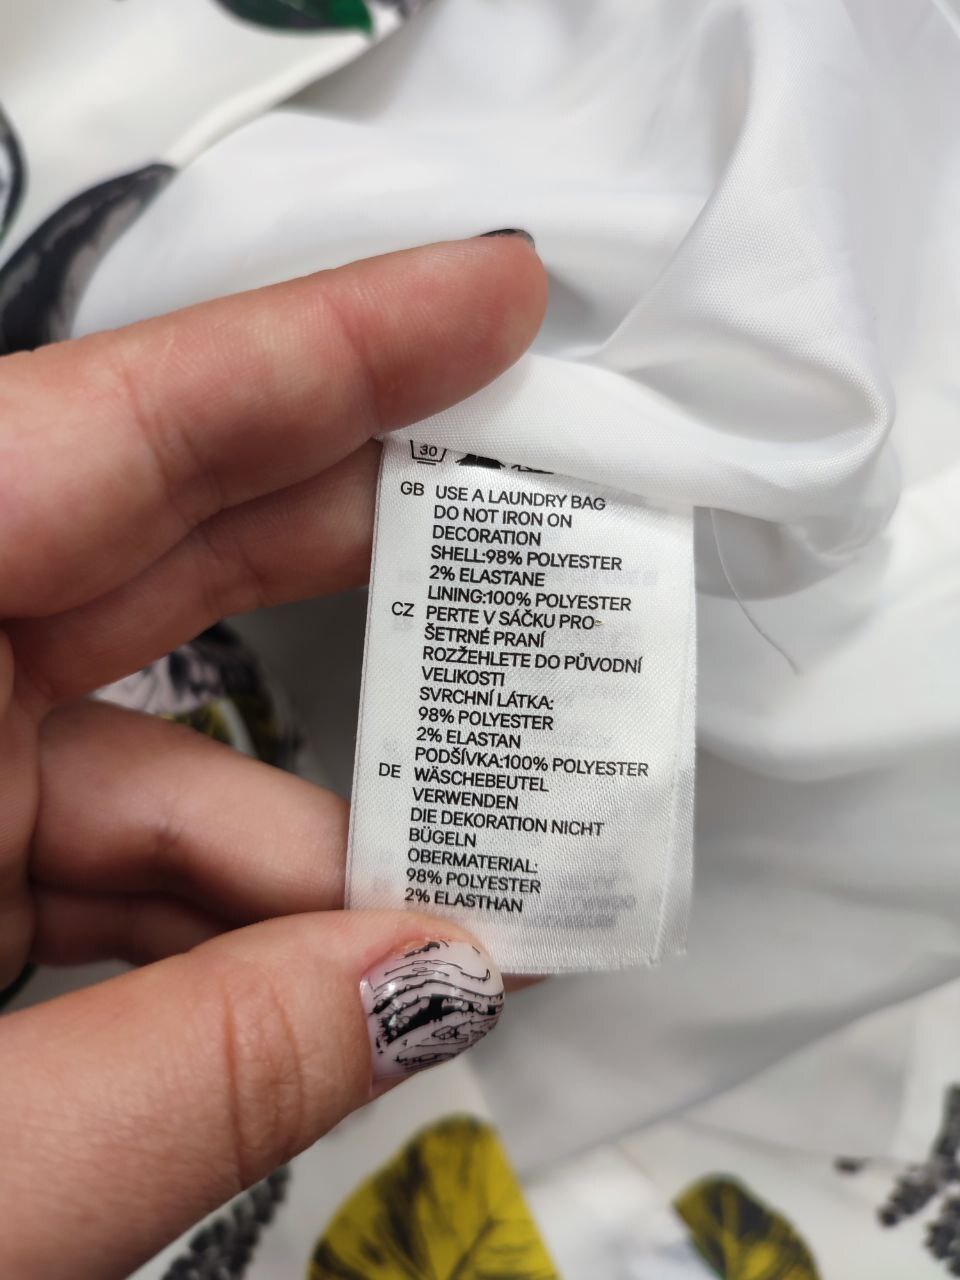 30
GB USE A LAUNDRY BAG
DO NOT IRON ON
DECORATION
SHELL:98% POLYESTER
2% ELASTANE
LINING:100% POLYESTER
CZ PERTE V SÁČKU PRO-
ŠETRNÉ PRANÍ
ROZŽEHLETE DO PŮVODNÍ
VELIKOSTI
SVRCHNÍ LÁTKA:
98% POLYESTER
2% ELASTAN
PODŠÍVKA:100% POLYESTER
DE WÄSCHEBEUTEL
VERWENDEN
DIE DEKORATION NICHT
BÜGELN
OBERMATERIAL:
98% POLYESTER
2% ELASTHAN